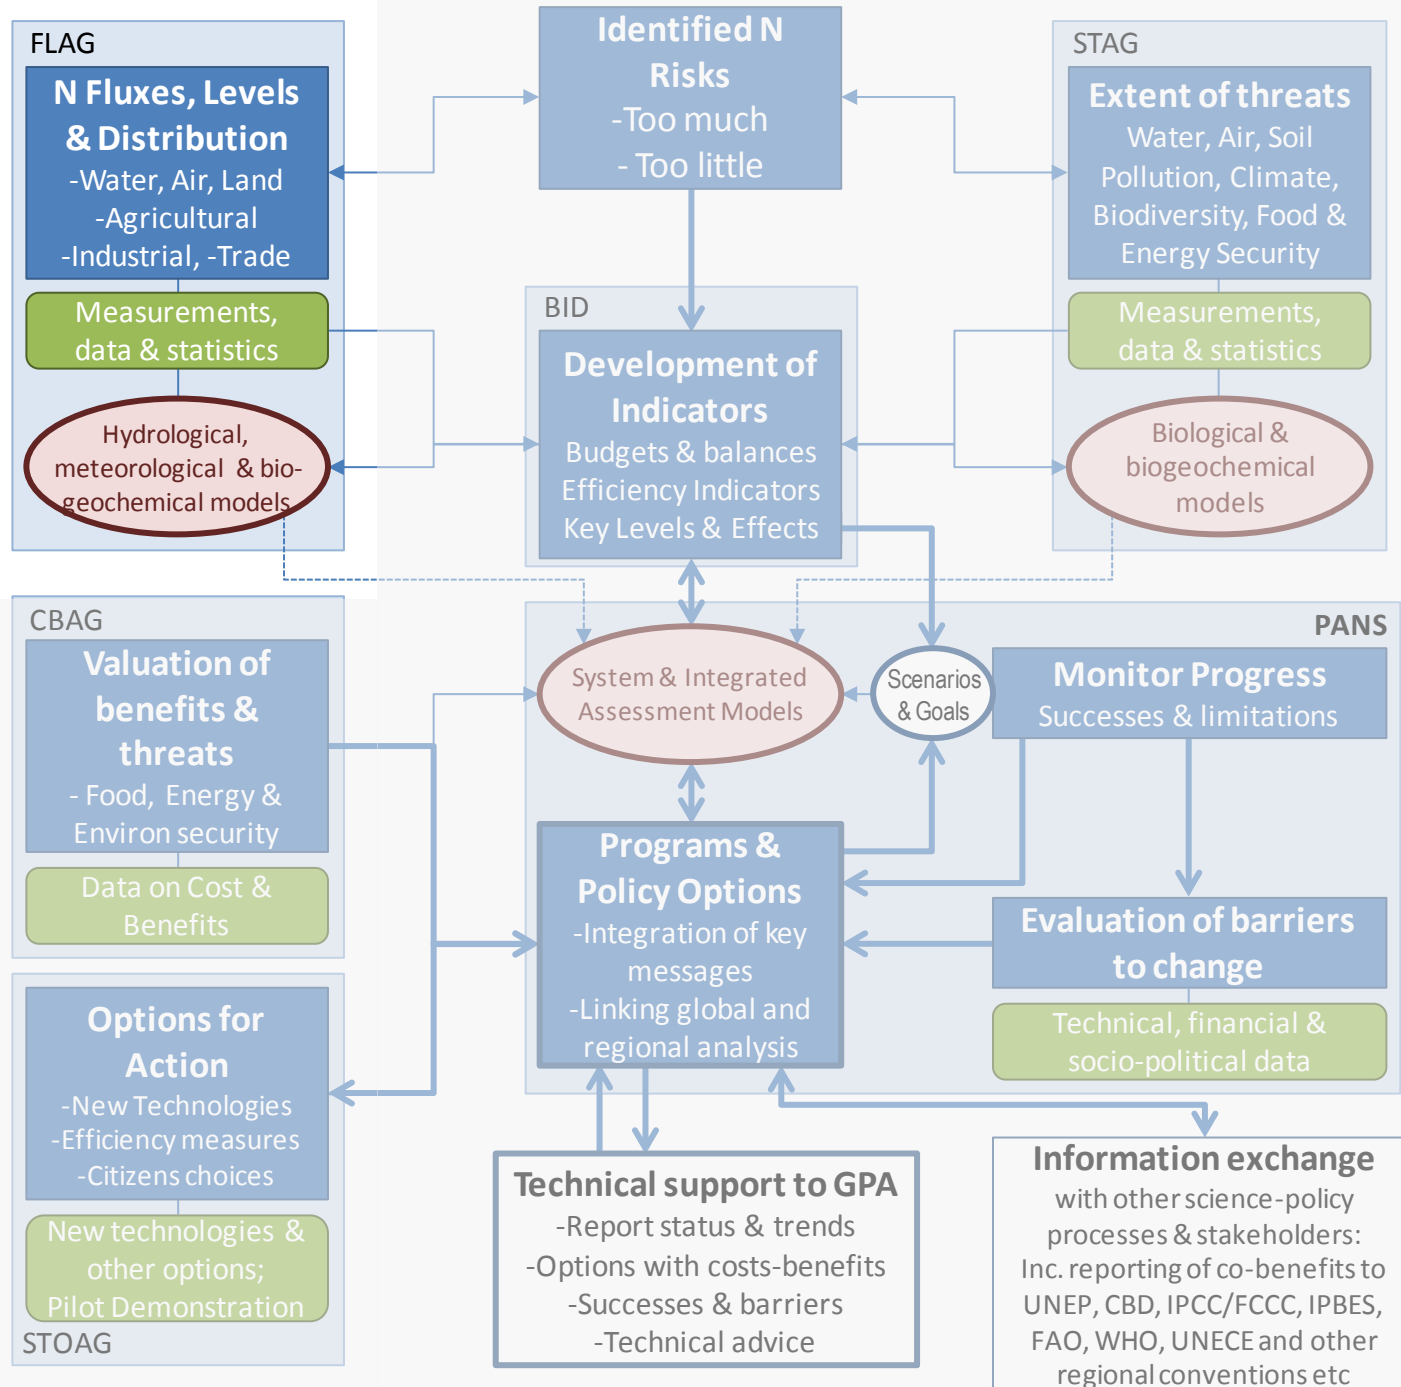 FLAG
N Fluxes, Levels
& Distribution
-Water, Air, Land
-Agricultural
-Industrial, -Trade
Measurements,
data & statistics
Hydrological,
meteorological & bio-
geochemical models
Identified N
Risks
-Too much
- Too little
STAG
Extent of threats
Water, Air, Soil
Pollution, Climate,
Biodiversity, Food &
Energy Security
Measurements,
data & statistics
Biological &
biogeochemical
models
BID
Development of
Indicators
Budgets & balances
Efficiency Indicators
Key Levels & Effects
CBAG
Valuation of
benefits &
threats
- Food, Energy &
Environ security
Data on Cost &
Benefits
PANS
System & Integrated
Assessment Models
Scenarios
& Goals
Monitor Progress
Successes & limitations
Programs &
Policy Options
-Integration of key
messages
-Linking global and
regional analysis
Evaluation of barriers
to change
Technical, financial &
socio-political data
Options for
Action
-New Technologies
-Efficiency measures
-Citizens choices
New technologies &
other options;
Pilot Demonstration
STOAG
Technical support to GPA
-Report status & trends
-Options with costs-benefits
-Successes & barriers
-Technical advice
Information exchange
with other science-policy
processes & stakeholders:
Inc. reporting of co-benefits to
UNEP, CBD, IPCC/FCCC, IPBES,
FAO, WHO, UNECE and other
regional conventions etc